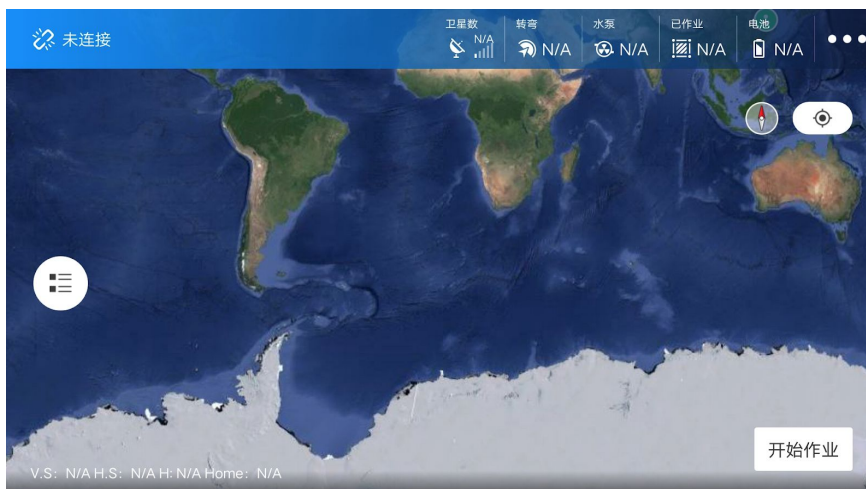 未连接
卫星数
N/A
转弯
N/A
水泵
N/A
已作业
N/A
电池
N/A
开始作业
V.S： N/A H.S： N/A H: N/A Home： N/A